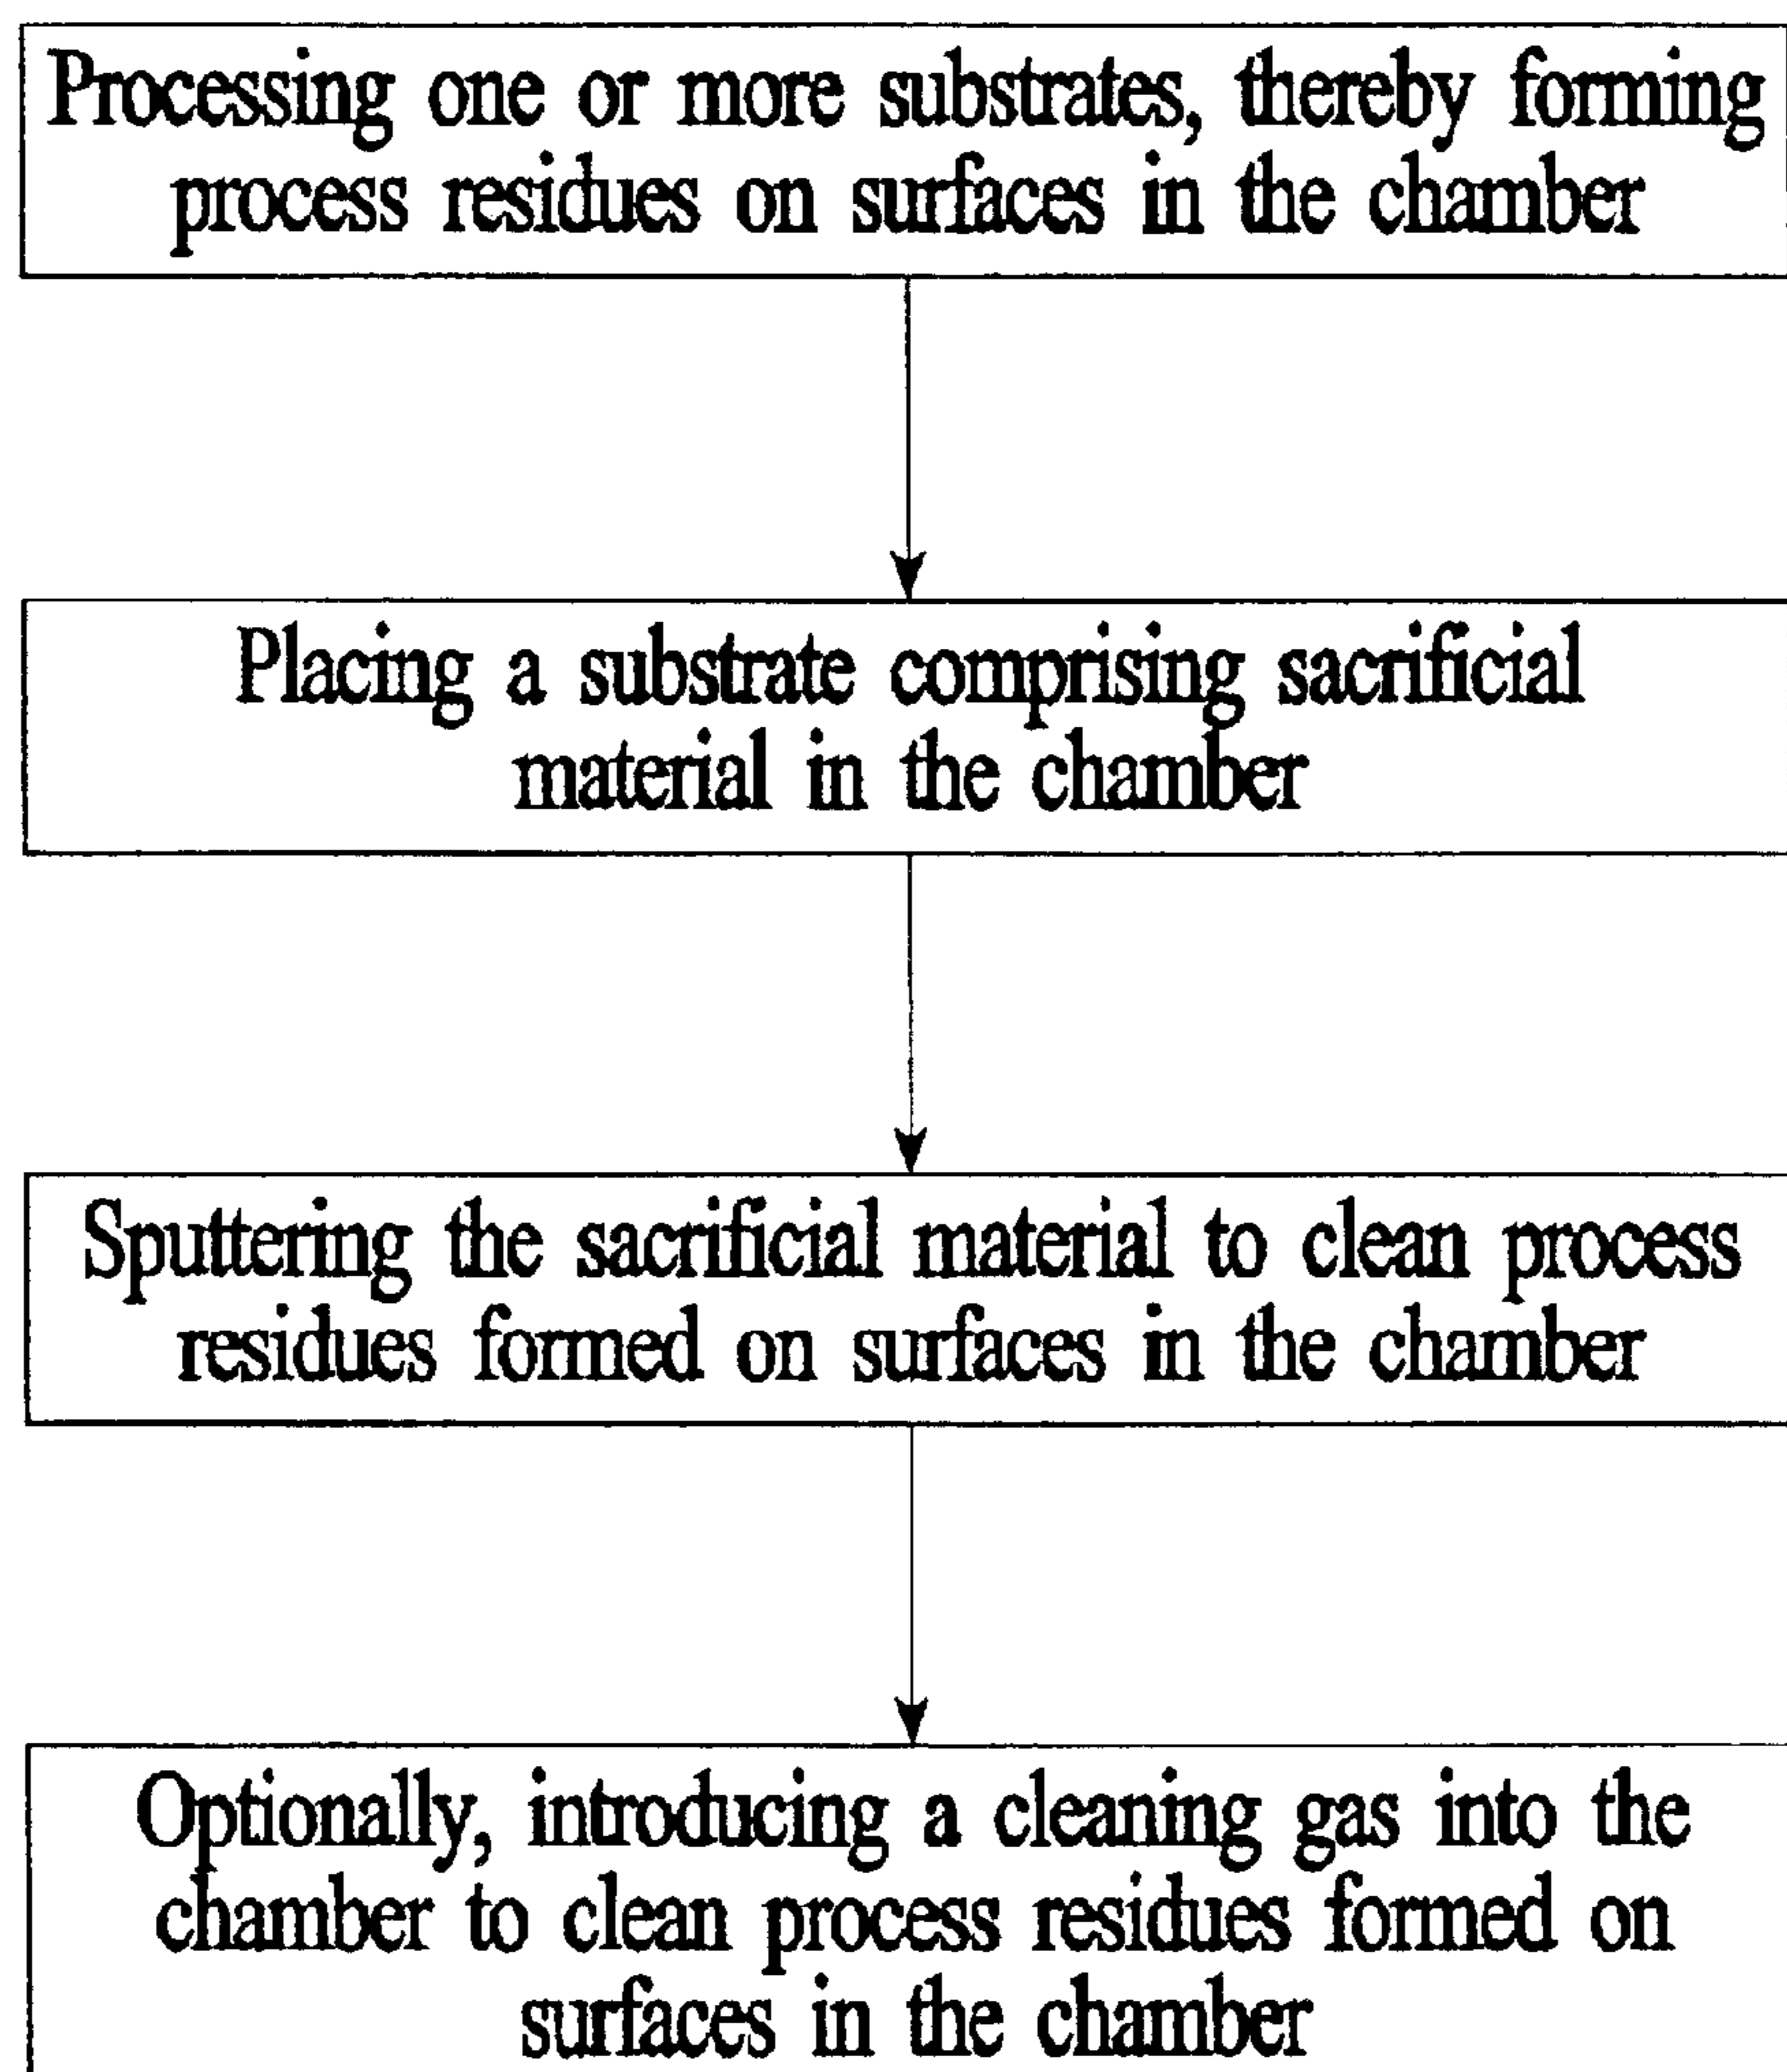 Processing one or more substrates, thereby forming
process residues on surfaces in the chamber
Placing a substrate comprising sacrificial
material in the chamber
Sputtering the sacrificial material to clean process
residues formed on surfaces in the chamber
Optionally, introducing a cleaning gas into the
chamber to clean process residues formed on
surfaces in the chamber